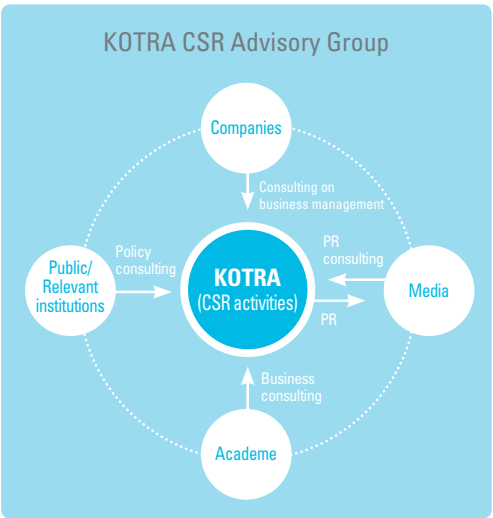 KOTRA CSR Advisory Group
Companies
Consulting on
business management
Policy
consulting
Public/
Relevant
institutions
KOTRA
(CSR activities)
PR
consulting
Media
PR
Business
consulting
Academe